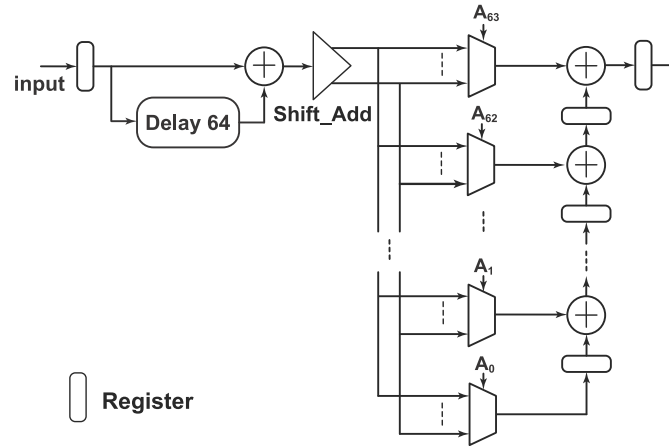 A63
input
Delay 64
Shift_Add
A62
A1
A0
Register